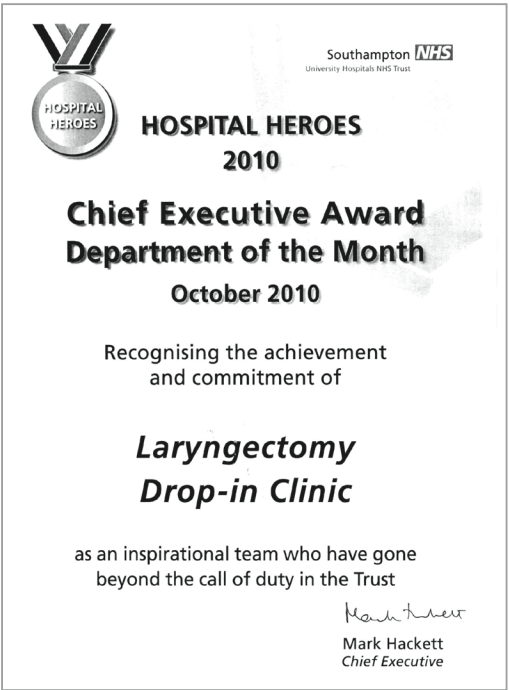 HOSPITAL
HEROES
Southampton NHS
University Hospitals NHS Trust
HOSPITAL HEROES
2010
Chief Executive Award
Department of the Month
October 2010
Recognising the achievement
and commitment of
Laryngectomy
Drop-in Clinic
as an inspirational team who have gone
beyond the call of duty in the Trust
Mark Hackett
Mark Hackett
Chief Executive